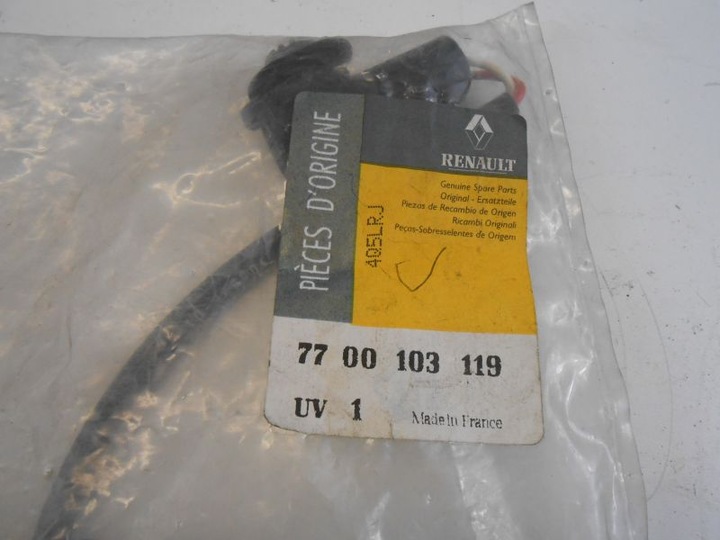 PIÈCES D'ORIGINE
RENAULT
Genuine Spare Parts
Original - Ersatzteile
Piezas de Recambio de Origen
Ricambi Originali
Peças-Sobresselentes de Origem
405LRJ
77 00 103 119
UV 1
Made In France